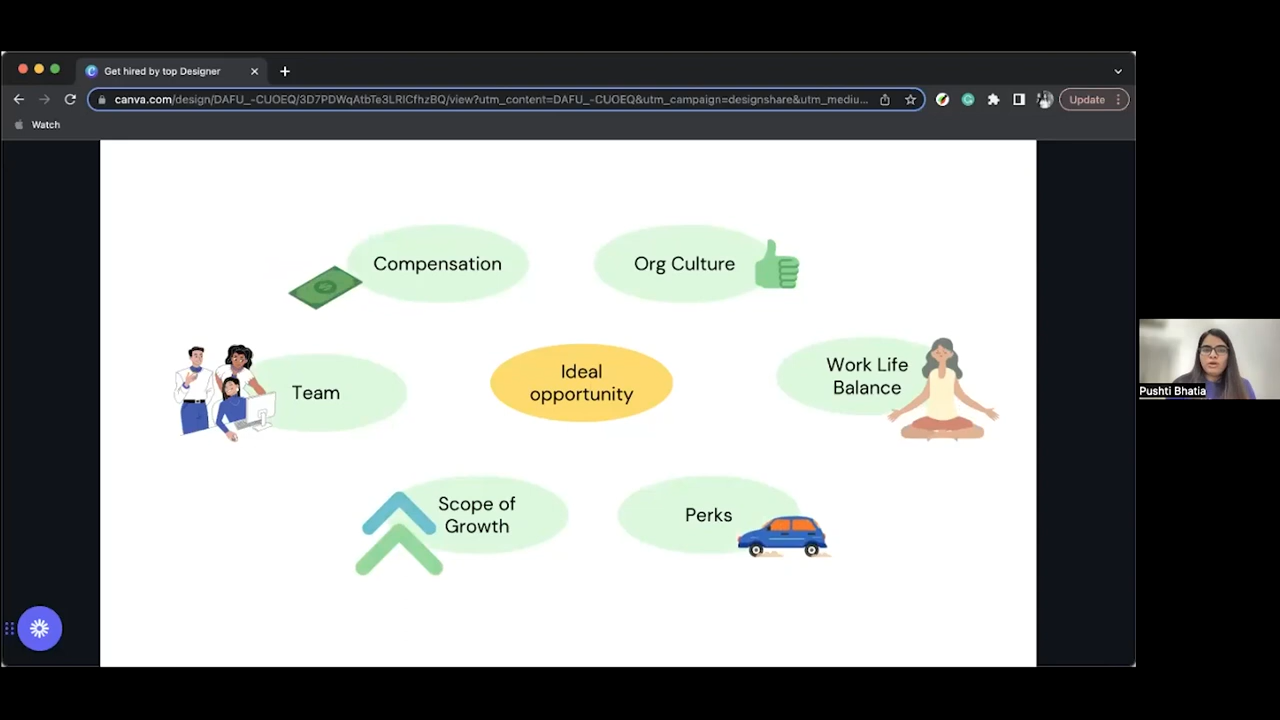 Get hired by top Designer
canva.com/design/DAFU_-CUOEQ/3D7PDWqAtbTe3LRICfhzBQ/view?utm_content=DAFU_-CUOEQ&utm_campaign=designshare&utm_mediu...
Update
Watch
Compensation
Org Culture
Ideal
opportunity
Work Life
Balance
Team
Scope of
Growth
Perks
Pushti Bhatia